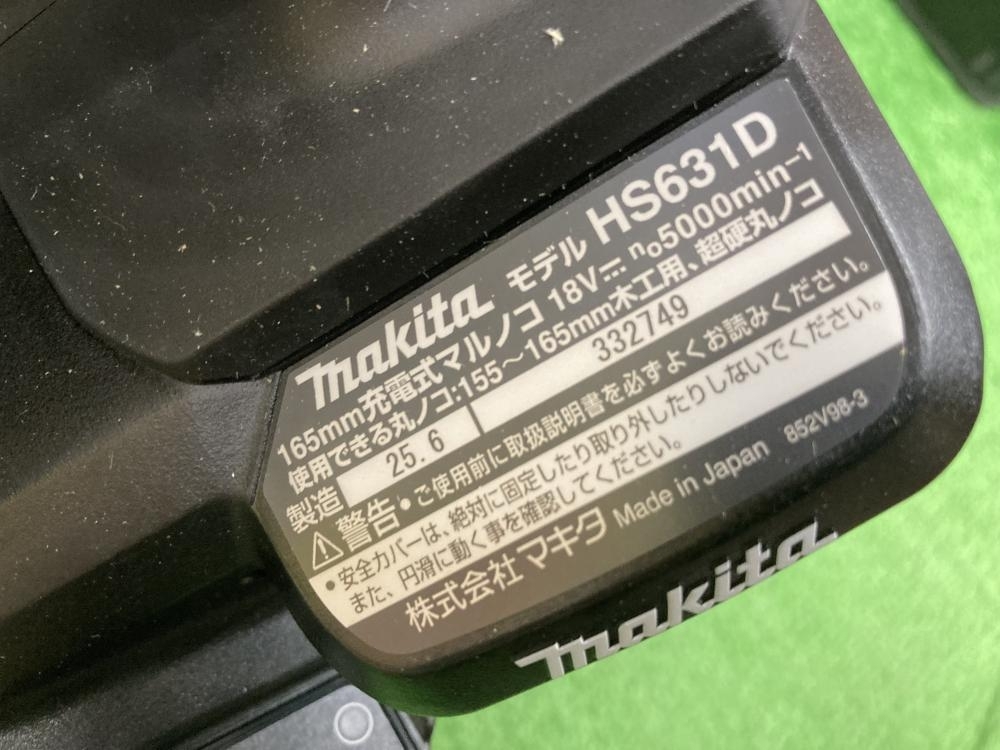 makita モデル HS631D
165mm充電式マルノコ 18V⎓ n₀5000min⁻¹
使用できる丸ノコ:155〜165mm木工用、超硬丸ノコ
製造 25.6 332749
⚠警告・ご使用前に取扱説明書を必ずよくお読みください。
・安全カバーは、絶対に固定したり取り外したりしないでください。
また、円滑に動く事を確認してください。
株式会社マキタ Made in Japan 852V98-3
makita